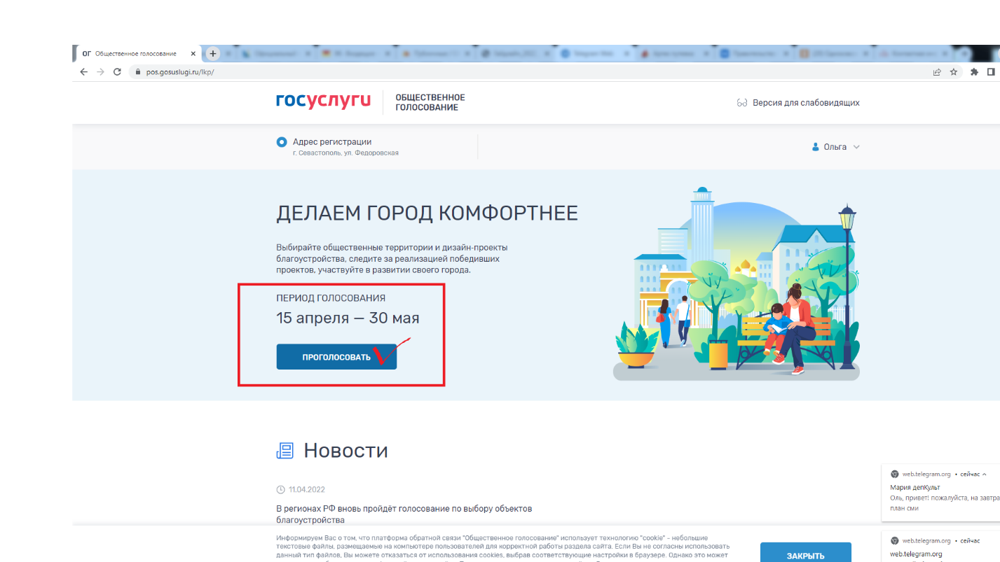 ОГ Общественное голосование
pos.gosuslugi.ru/lkp/
госуслуги
ОБЩЕСТВЕННОЕ
ГОЛОСОВАНИЕ
Версия для слабовидящих
Адрес регистрации
г. Севастополь, ул. Федоровская
Ольга
ДЕЛАЕМ ГОРОД КОМФОРТНЕЕ
Выбирайте общественные территории и дизайн-проекты
благоустройства, следите за реализацией победивших
проектов, участвуйте в развитии своего города.
ПЕРИОД ГОЛОСОВАНИЯ
15 апреля — 30 мая
ПРОГОЛОСОВАТЬ
Новости
11.04.2022
В регионах РФ вновь пройдёт голосование по выбору объектов
благоустройства
web.telegram.org • сейчас
Мария депКульт
Оль, привет! пожалуйста, на завтра
план сми
Информируем Вас о том, что платформа обратной связи "Общественное голосование" использует технологию "cookie" - небольшие
текстовые файлы, размещаемые на компьютере пользователей для корректной работы раздела сайта. Если Вы не согласны использовать
данный тип файлов, Вы можете отказаться от использования cookies, выбрав соответствующие настройки в браузере. Однако это может
ЗАКРЫТЬ
web.telegram.org • сейчас
web.telegram.org